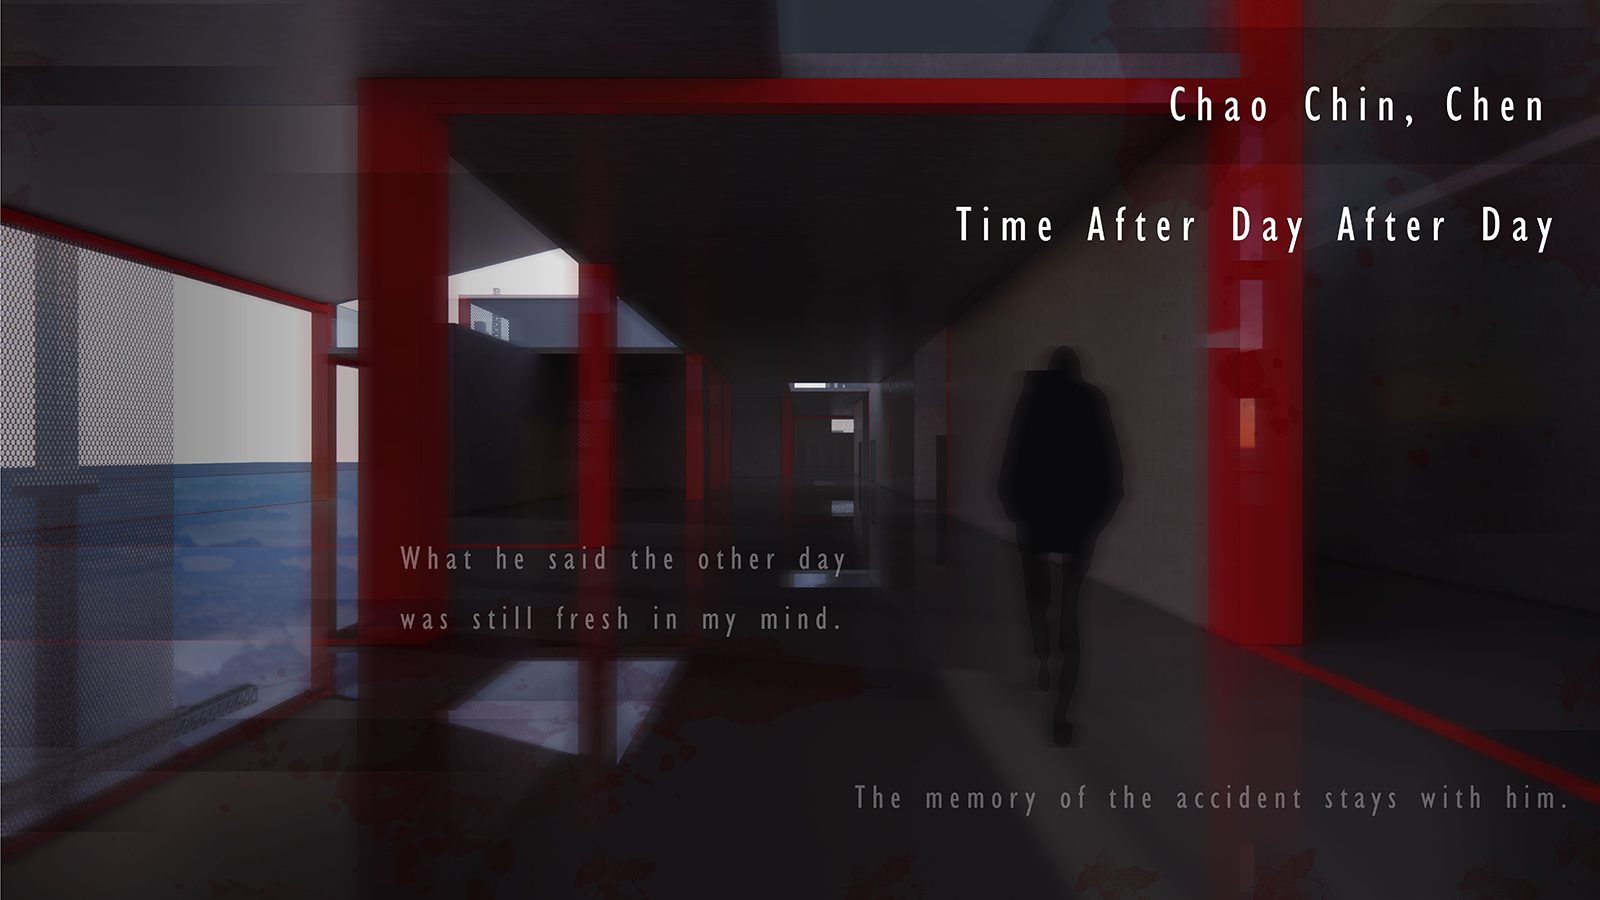 Chao Chin, Chen
Time After Day After Day
What he said the other day
was still fresh in my mind.
The memory of the accident stays with him.